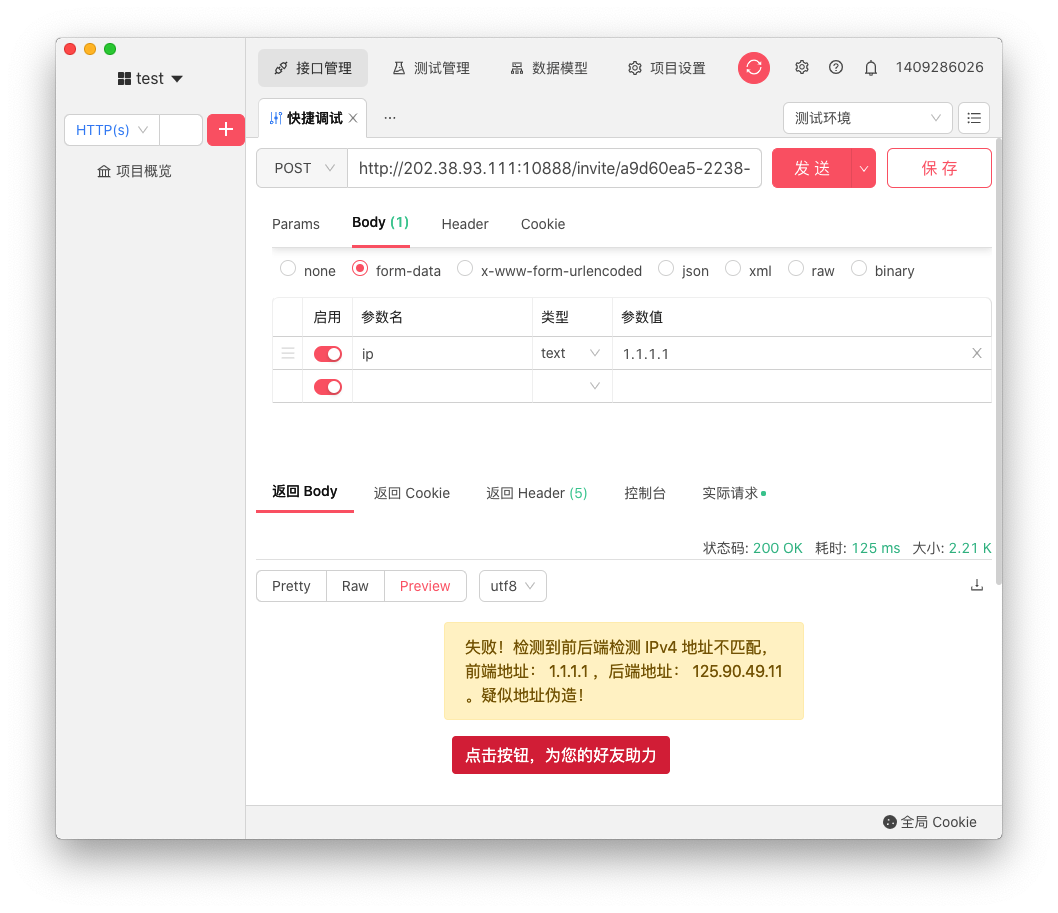 test
接口管理 测试管理 数据模型 项目设置 1409286026
HTTP(s)
项目概览
快捷调试 ...
测试环境
POST http://202.38.93.111:10888/invite/a9d60ea5-2238- 发 送 保 存
Params Body (1) Header Cookie
none form-data x-www-form-urlencoded json xml raw binary
启用 参数名 类型 参数值
ip text 1.1.1.1
返回 Body 返回 Cookie 返回 Header (5) 控制台 实际请求
状态码: 200 OK 耗时: 125 ms 大小: 2.21 K
Pretty Raw Preview utf8
失败！检测到前后端检测 IPv4 地址不匹配，
前端地址： 1.1.1.1 ，后端地址： 125.90.49.11
。疑似地址伪造！
点击按钮，为您的好友助力
全局 Cookie